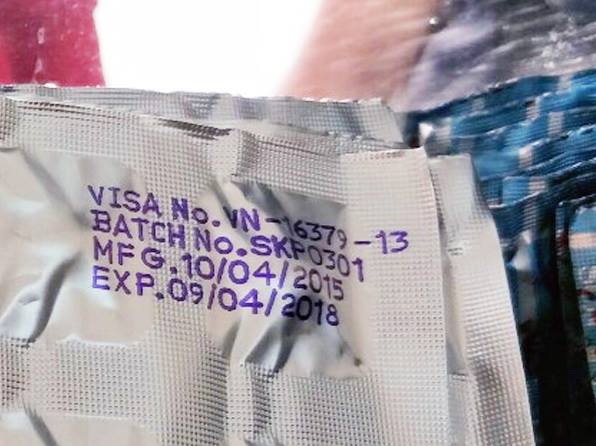 VISA No. VN-16379-13
BATCH No. SKP0301
MFG. 10/04/2015
EXP. 09/04/2018